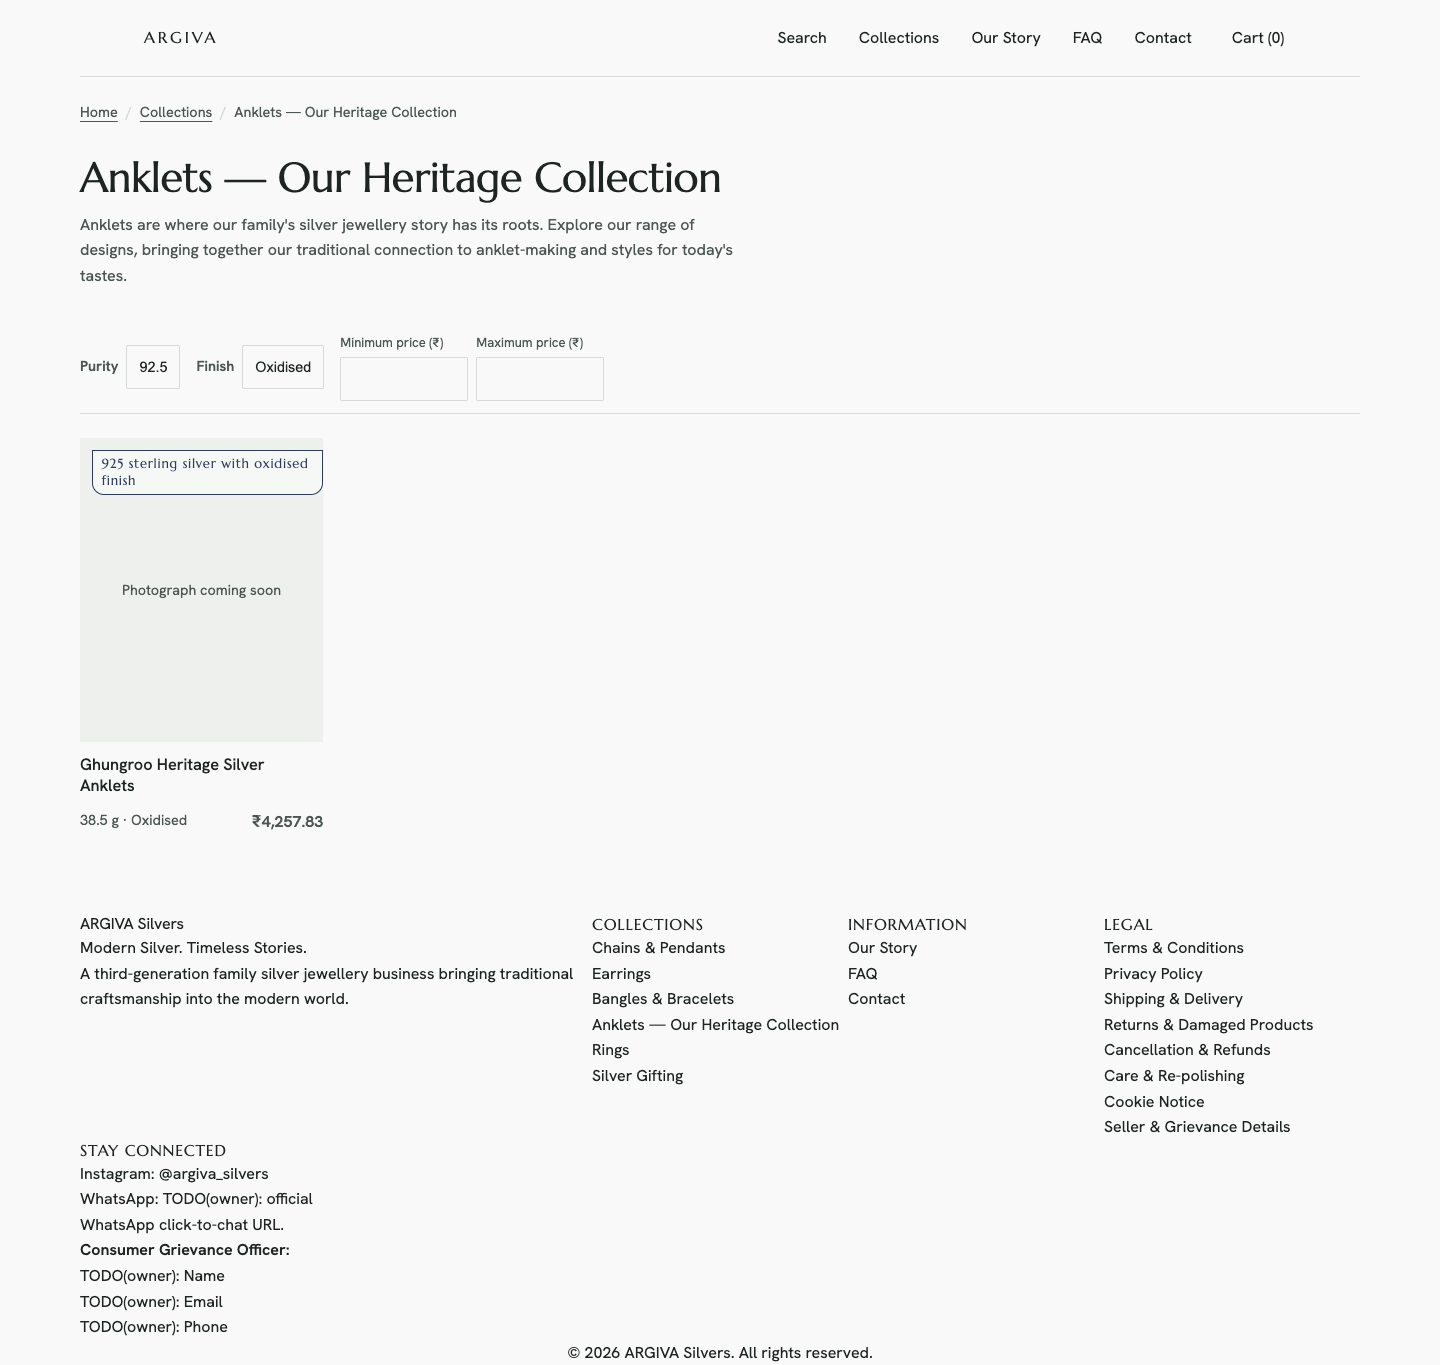 ARGIVA
Search Collections Our Story FAQ Contact Cart (0)
Home / Collections / Anklets — Our Heritage Collection
Anklets — Our Heritage Collection
Anklets are where our family's silver jewellery story has its roots. Explore our range of
designs, bringing together our traditional connection to anklet-making and styles for today's
tastes.
Minimum price (₹) Maximum price (₹)
Purity 92.5 Finish Oxidised
925 sterling silver with oxidised
finish
Photograph coming soon
Ghungroo Heritage Silver
Anklets
38.5 g · Oxidised ₹4,257.83
ARGIVA Silvers
Modern Silver. Timeless Stories.
A third-generation family silver jewellery business bringing traditional
craftsmanship into the modern world.
COLLECTIONS
Chains & Pendants
Earrings
Bangles & Bracelets
Anklets — Our Heritage Collection
Rings
Silver Gifting
INFORMATION
Our Story
FAQ
Contact
LEGAL
Terms & Conditions
Privacy Policy
Shipping & Delivery
Returns & Damaged Products
Cancellation & Refunds
Care & Re-polishing
Cookie Notice
Seller & Grievance Details
STAY CONNECTED
Instagram: @argiva_silvers
WhatsApp: TODO(owner): official
WhatsApp click-to-chat URL.
Consumer Grievance Officer:
TODO(owner): Name
TODO(owner): Email
TODO(owner): Phone
© 2026 ARGIVA Silvers. All rights reserved.